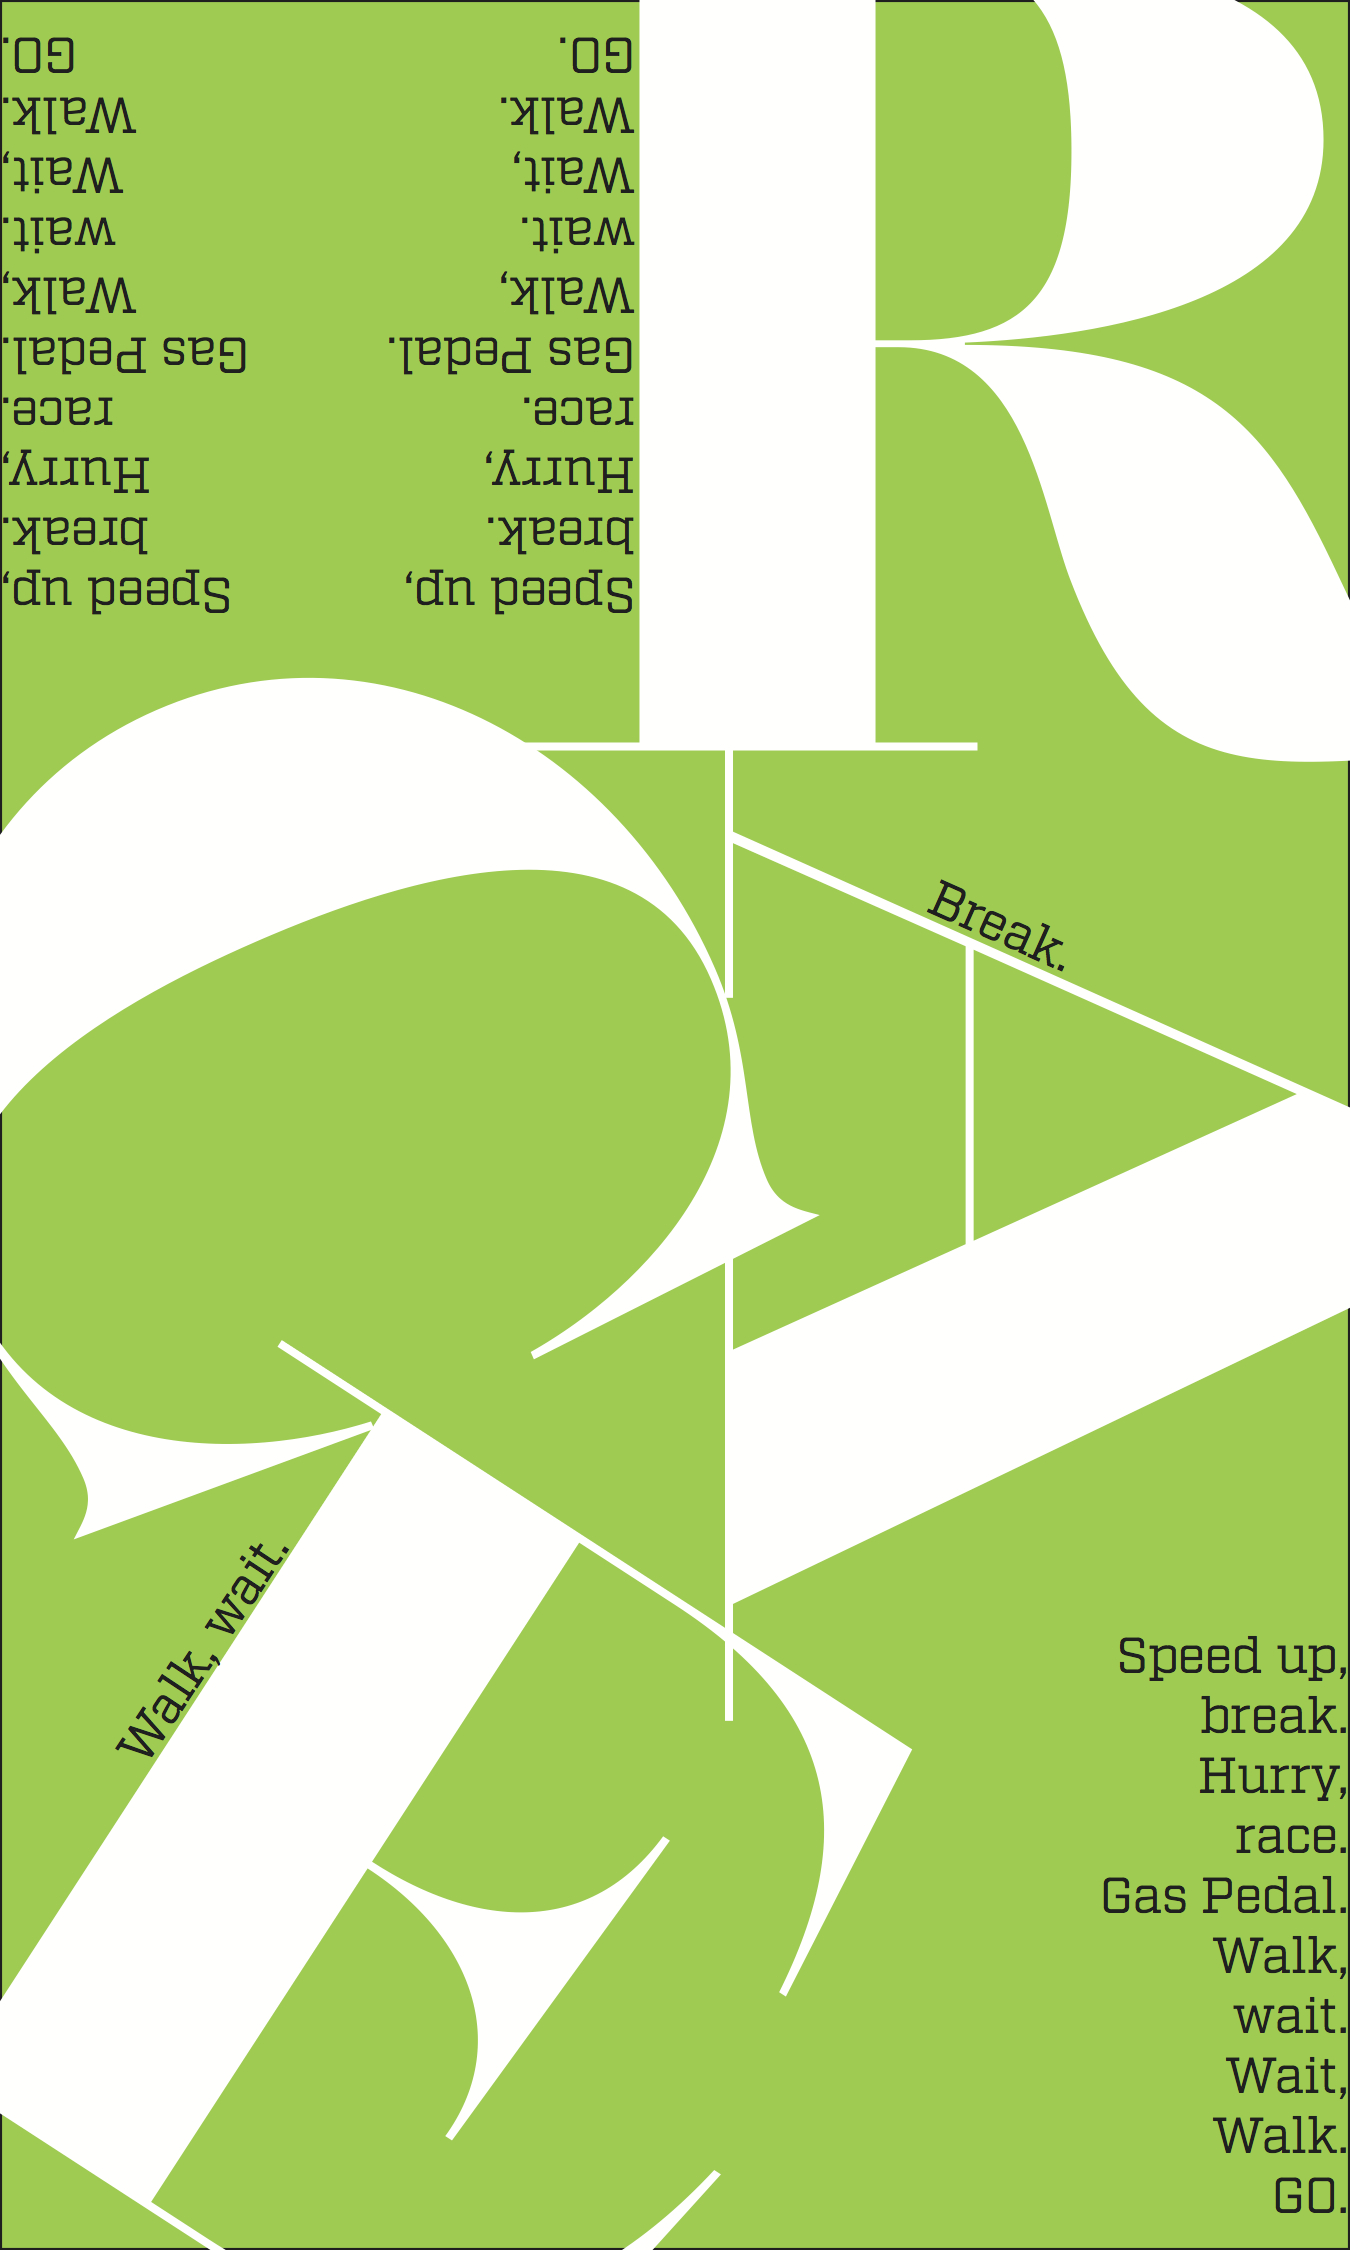 Speed up,
break.
Hurry,
race.
Gas Pedal.
Walk,
wait.
Wait,
Walk.
GO.
Speed up,
break.
Hurry,
race.
Gas Pedal.
Walk,
wait.
Wait,
Walk.
GO.
R
A
C
E
Break.
Walk, wait.
Speed up,
break.
Hurry,
race.
Gas Pedal.
Walk,
wait.
Wait,
Walk.
GO.